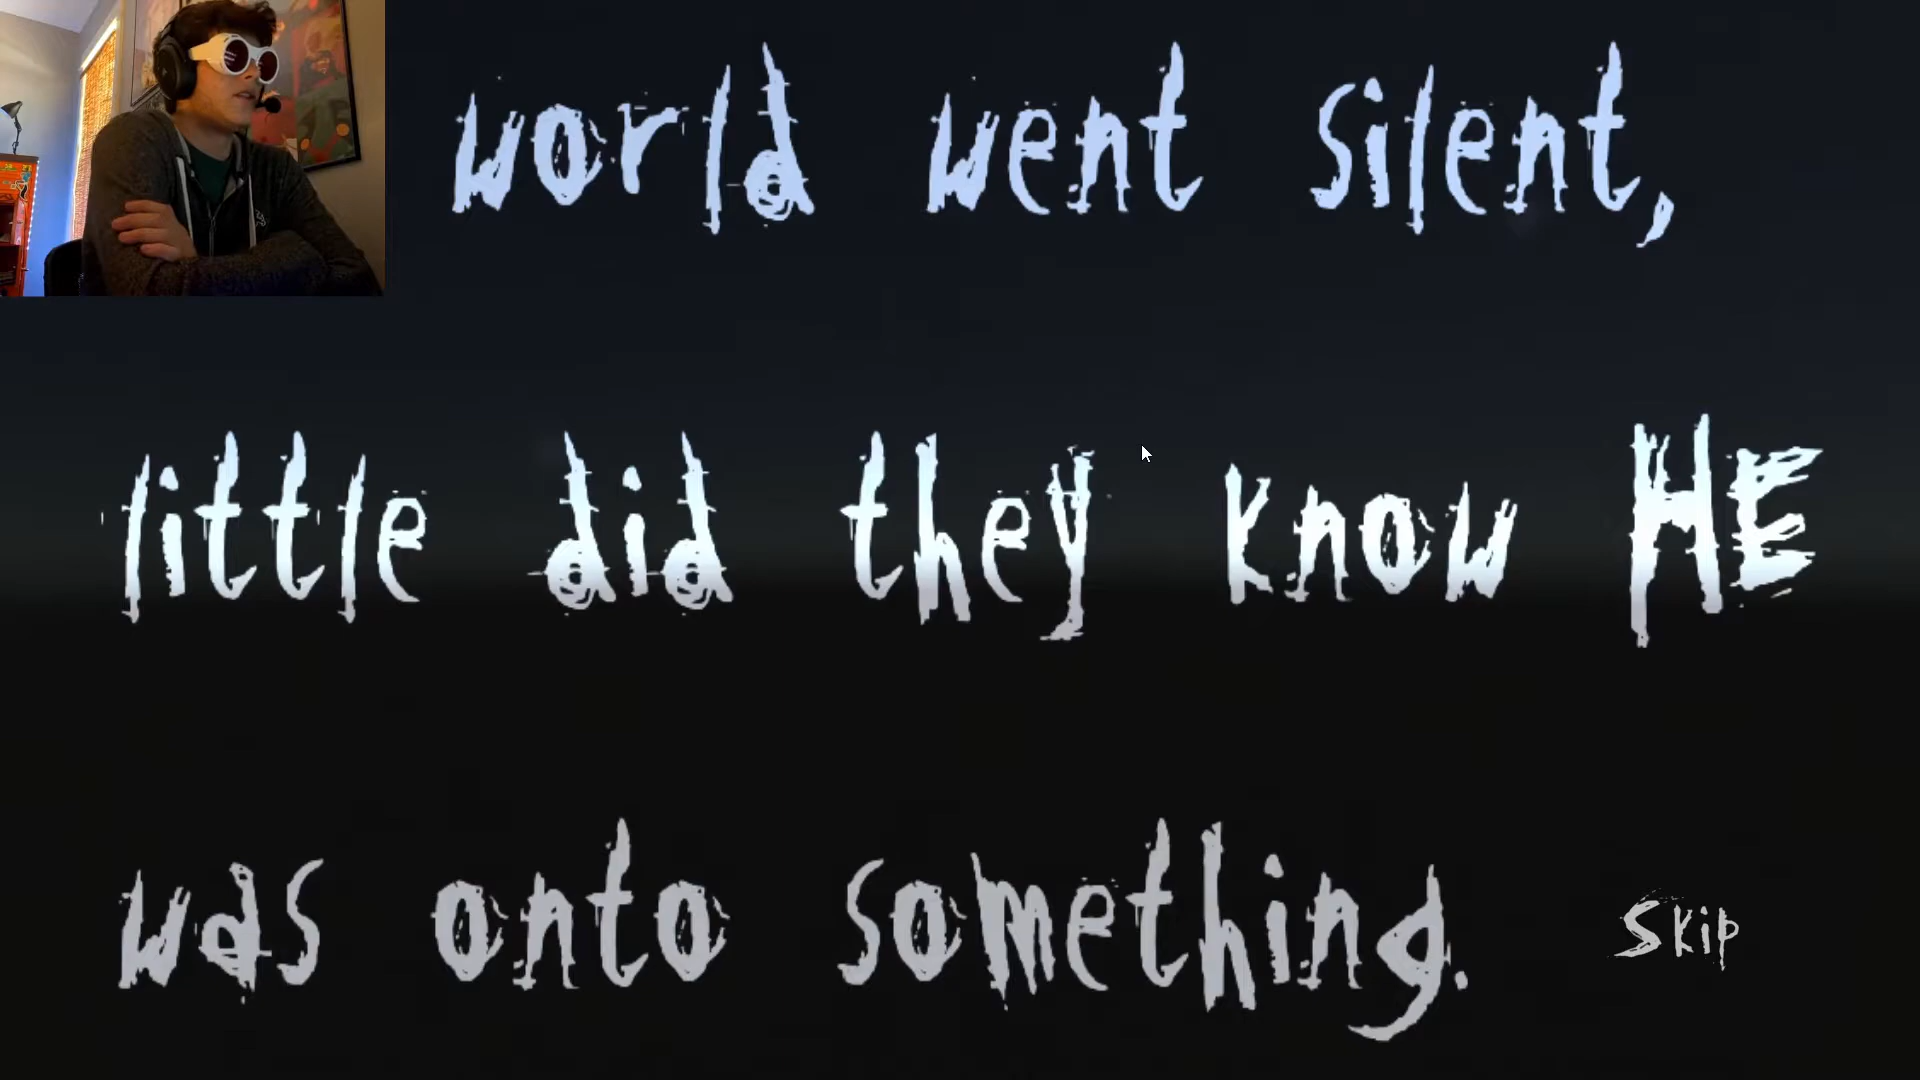 world went silent,
little did they know HE
was onto something.
Skip